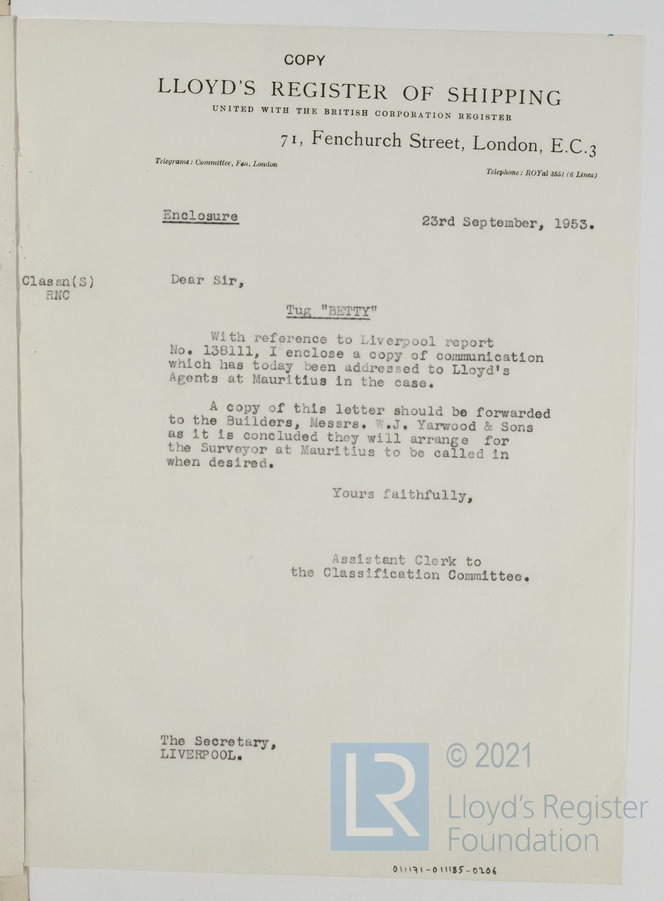 COPY
LLOYD'S REGISTER OF SHIPPING
UNITED WITH THE BRITISH CORPORATION REGISTER
71, Fenchurch Street, London, E.C.3
Telegrams: Committee, Fen, London
Telephone: ROYal 3551 (6 Lines)
Enclosure
23rd September, 1953.
Classn(S)
RNC
Dear Sir,
Tug "BETTY"
With reference to Liverpool report
No. 138111, I enclose a copy of communication
which has today been addressed to Lloyd's
Agents at Mauritius in the case.
A copy of this letter should be forwarded
to the Builders, Messrs. W.J. Yarwood & Sons
as it is concluded they will arrange for
the Surveyor at Mauritius to be called in
when desired.
Yours faithfully,
Assistant Clerk to
the Classification Committee.
The Secretary,
LIVERPOOL.
LR
© 2021
Lloyd's Register
Foundation
011171-011185-0206